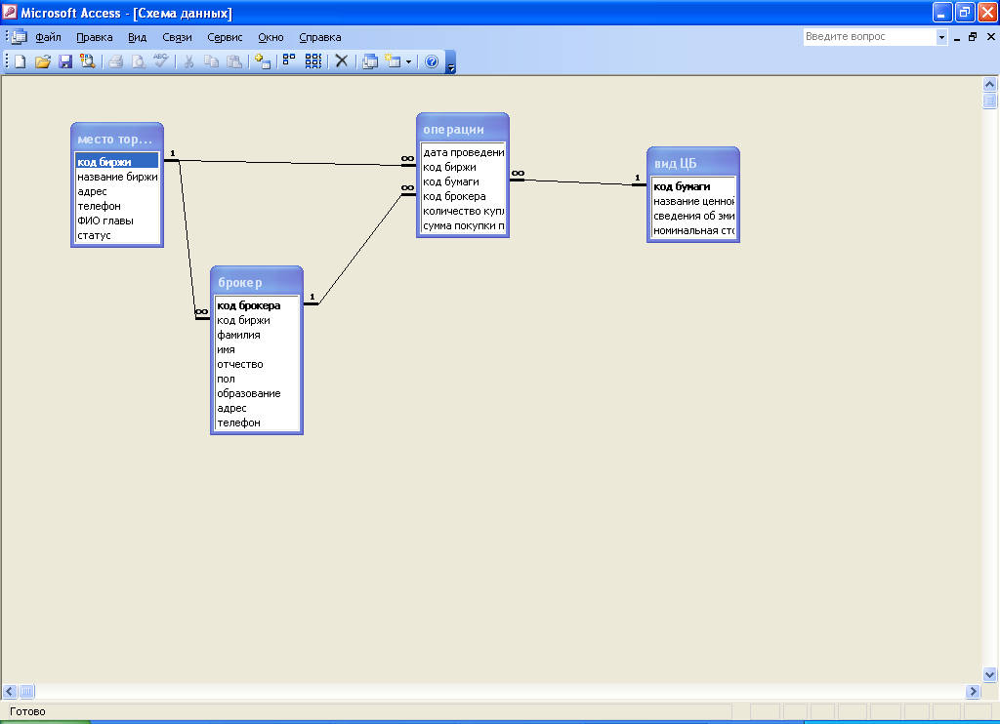 Microsoft Access - [Схема данных]
Файл Правка Вид Связи Сервис Окно Справка
Введите вопрос
место тор...
код биржи
название биржи
адрес
телефон
ФИО главы
статус
1
∞
∞
операции
дата проведени
код биржи
код бумаги
код брокера
количество купл
сумма покупки п
∞
1
вид ЦБ
код бумаги
название ценной
сведения об эми
номинальная сто
∞
брокер
код брокера
код биржи
фамилия
имя
отчество
пол
образование
адрес
телефон
1
Готово